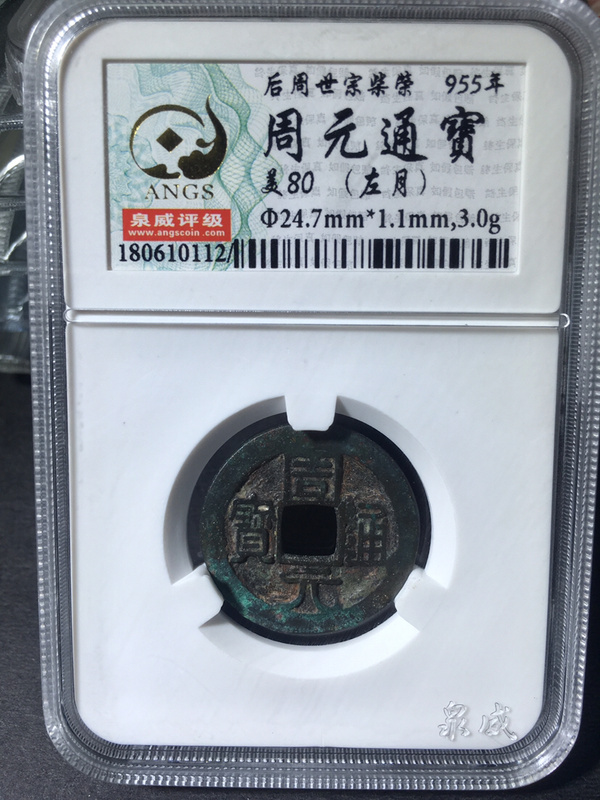 后周世宗柴榮 955年
周元通寶
美80 （左月）
ANGS
泉威评级
www.angscoin.com
Φ24.7mm*1.1mm,3.0g
180610112/
周元通寶
泉威